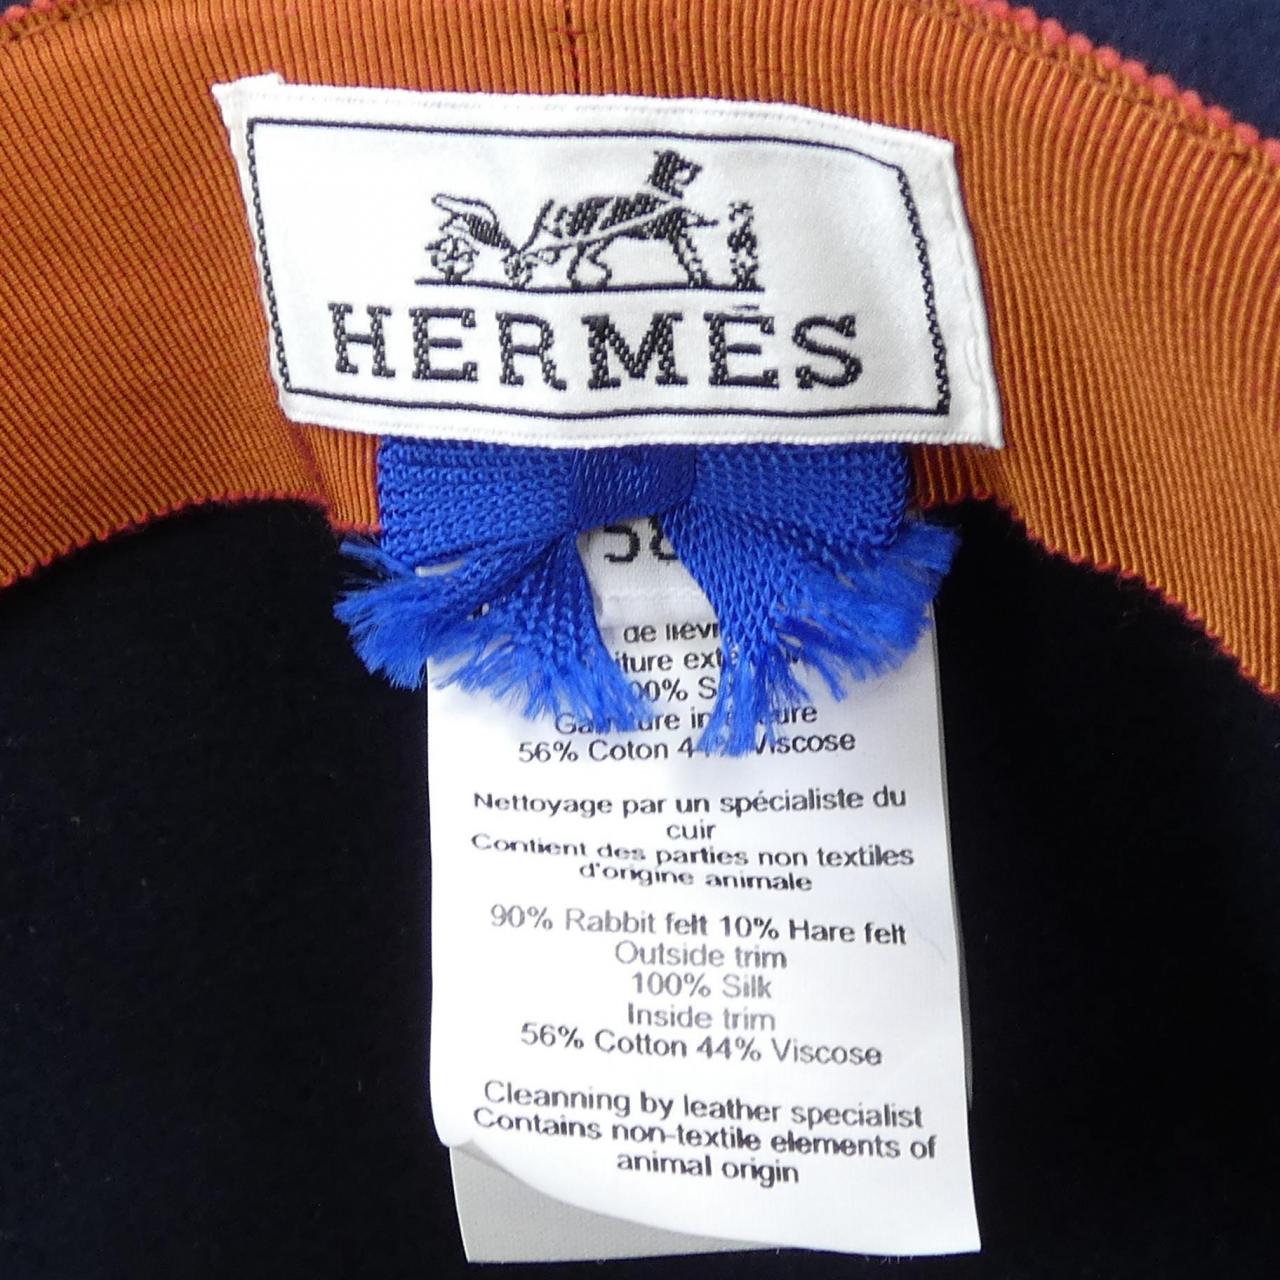 HERMÈS
de
100%
56% Coton Viscose
Nettoyage par un spécialiste du
cuir
Contient des parties non textiles
d'origine animale
90% Rabbit felt 10% Hare felt
Outside trim
100% Silk
Inside trim
56% Cotton 44% Viscose
Cleanning by leather specialist
Contains non-textile elements of
animal origin